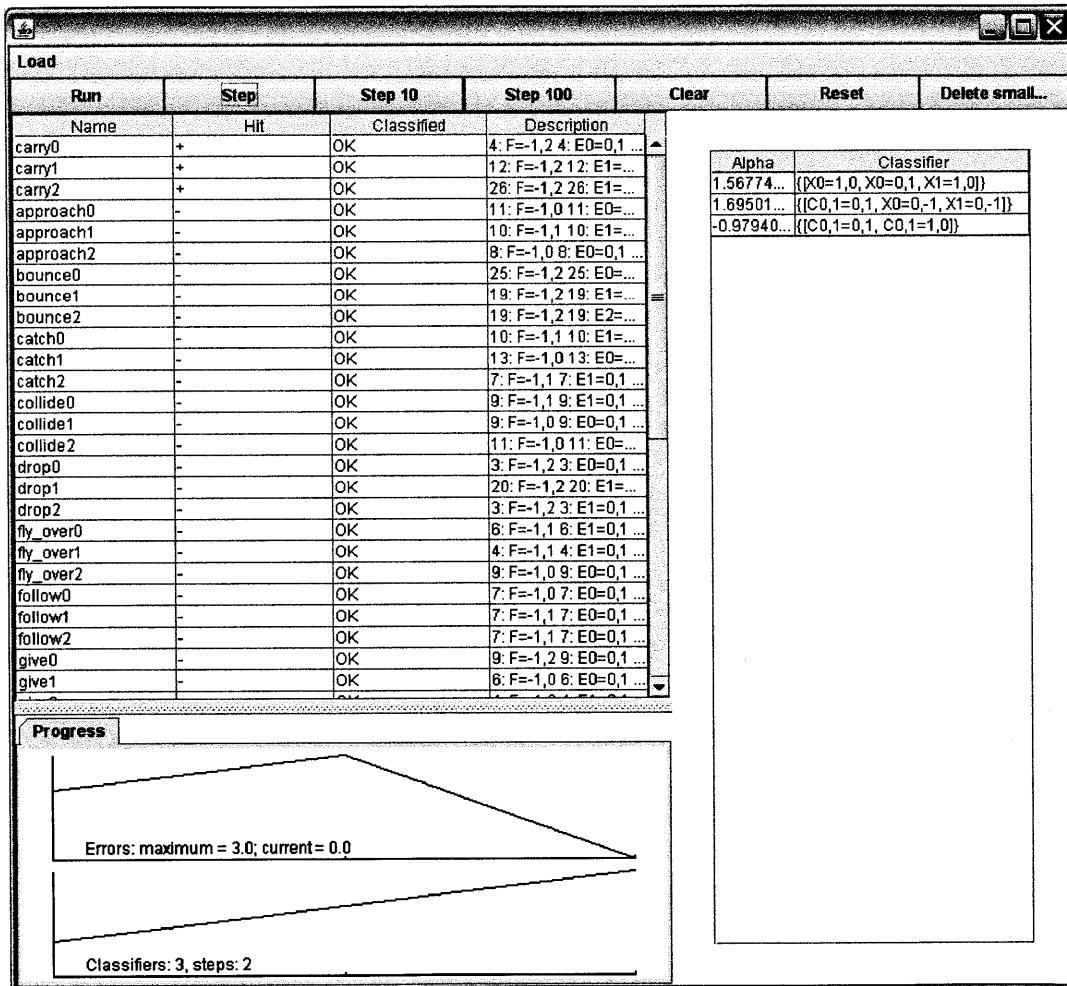 Load
Run Step Step 10 Step 100 Clear Reset Delete small...
Name Hit Classified Description
carry0 + OK 4: F=-1,2 4: E0=0,1 ...
carry1 + OK 12: F=-1,2 12: E1=...
carry2 + OK 26: F=-1,2 26: E1=...
approach0 - OK 11: F=-1,0 11: E0=...
approach1 - OK 10: F=-1,1 10: E1=...
approach2 - OK 8: F=-1,0 8: E0=0,1 ...
bounce0 - OK 25: F=-1,2 25: E0=...
bounce1 - OK 19: F=-1,2 19: E1=...
bounce2 - OK 19: F=-1,2 19: E2=...
catch0 - OK 10: F=-1,1 10: E1=...
catch1 - OK 13: F=-1,0 13: E0=...
catch2 - OK 7: F=-1,1 7: E1=0,1 ...
collide0 - OK 9: F=-1,1 9: E1=0,1 ...
collide1 - OK 9: F=-1,0 9: E0=0,1 ...
collide2 - OK 11: F=-1,0 11: E0=...
drop0 - OK 3: F=-1,2 3: E0=0,1 ...
drop1 - OK 20: F=-1,2 20: E1=...
drop2 - OK 3: F=-1,2 3: E1=0,1 ...
fly_over0 - OK 6: F=-1,1 6: E1=0,1 ...
fly_over1 - OK 4: F=-1,1 4: E1=0,1 ...
fly_over2 - OK 9: F=-1,0 9: E0=0,1 ...
follow0 - OK 7: F=-1,0 7: E0=0,1 ...
follow1 - OK 7: F=-1,1 7: E0=0,1 ...
follow2 - OK 7: F=-1,1 7: E0=0,1 ...
give0 - OK 9: F=-1,2 9: E0=0,1 ...
give1 - OK 6: F=-1,0 6: E0=0,1 ...
Alpha Classifier
1.56774... {[X0=1,0, X0=0,1, X1=1,0]}
1.69501... {[C0,1=0,1, X0=0,-1, X1=0,-1]}
-0.97940... {[C0,1=0,1, C0,1=1,0]}
Progress
Errors: maximum = 3.0; current = 0.0
Classifiers: 3, steps: 2